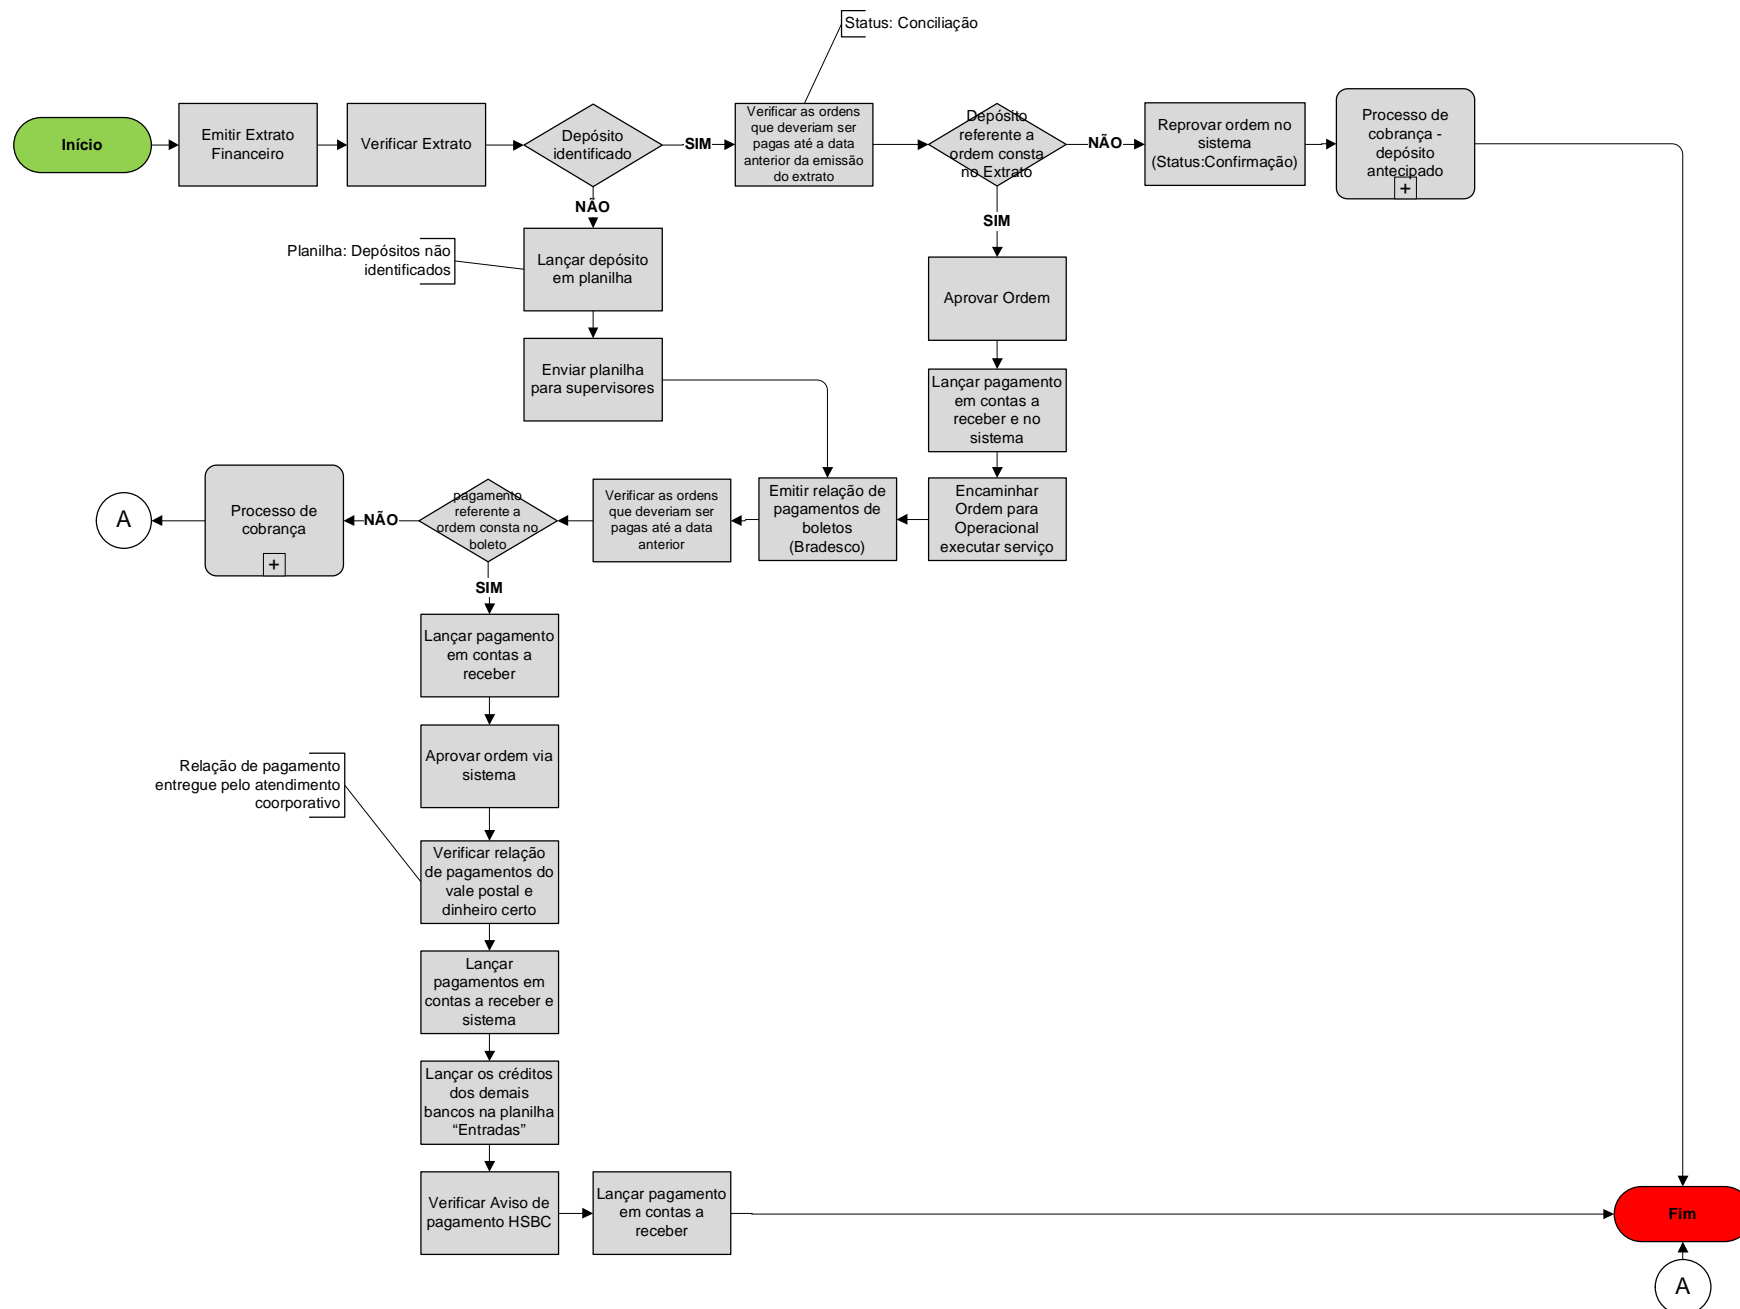 Status: Conciliação
Início
Emitir Extrato
Financeiro
Verificar Extrato
Depósito
identificado
SIM
Verificar as ordens
que deveriam ser
pagas até a data
anterior da emissão
do extrato
Depósito
referente a
ordem consta
no Extrato
NÃO
Reprovar ordem no
sistema
(Status:Confirmação)
Processo de
cobrança -
depósito
antecipado
+
NÃO
SIM
Planilha: Depósitos não
identificados
Lançar depósito
em planilha
Aprovar Ordem
Enviar planilha
para supervisores
Lançar pagamento
em contas a
receber e no
sistema
A
Processo de
cobrança
+
NÃO
pagamento
referente a
ordem consta no
boleto
Verificar as ordens
que deveriam ser
pagas até a data
anterior
Emitir relação de
pagamentos de
boletos
(Bradesco)
Encaminhar
Ordem para
Operacional
executar serviço
SIM
Lançar pagamento
em contas a
receber
Aprovar ordem via
sistema
Relação de pagamento
entregue pelo atendimento
coorporativo
Verificar relação
de pagamentos do
vale postal e
dinheiro certo
Lançar
pagamentos em
contas a receber e
sistema
Lançar os créditos
dos demais
bancos na planilha
“Entradas”
Verificar Aviso de
pagamento HSBC
Lançar pagamento
em contas a
receber
Fim
A